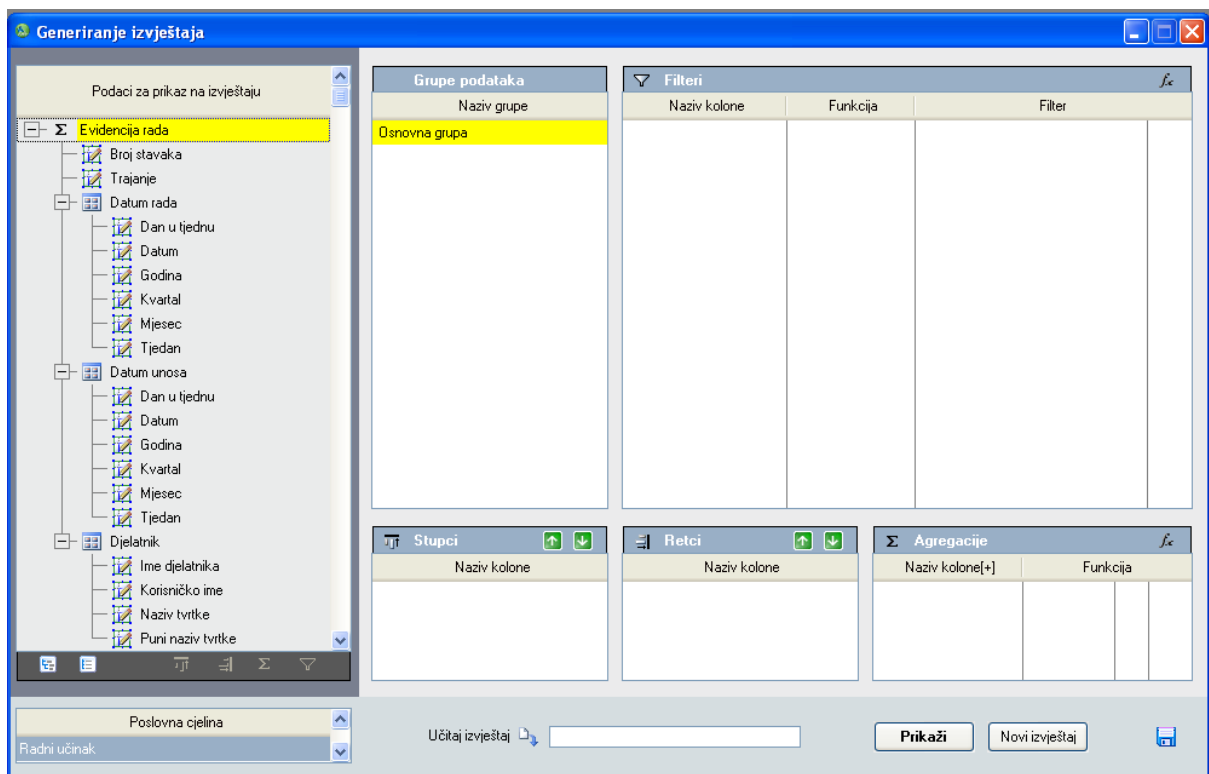 Generiranje izvještaja
Podaci za prikaz na izvještaju
Σ Evidencija rada
Broj stavaka
Trajanje
Datum rada
Dan u tjednu
Datum
Godina
Kvartal
Mjesec
Tjedan
Datum unosa
Dan u tjednu
Datum
Godina
Kvartal
Mjesec
Tjedan
Djelatnik
Ime djelatnika
Korisničko ime
Naziv tvrtke
Puni naziv tvrtke
Σ
Poslovna cjelina
Radni učinak
Grupe podataka
Naziv grupe
Osnovna grupa
Filteri fx
Naziv kolone Funkcija Filter
Stupci
Naziv kolone
Retci
Naziv kolone
Σ Agregacije fx
Naziv kolone[+] Funkcija
Učitaj izvještaj
Prikaži Novi izvještaj